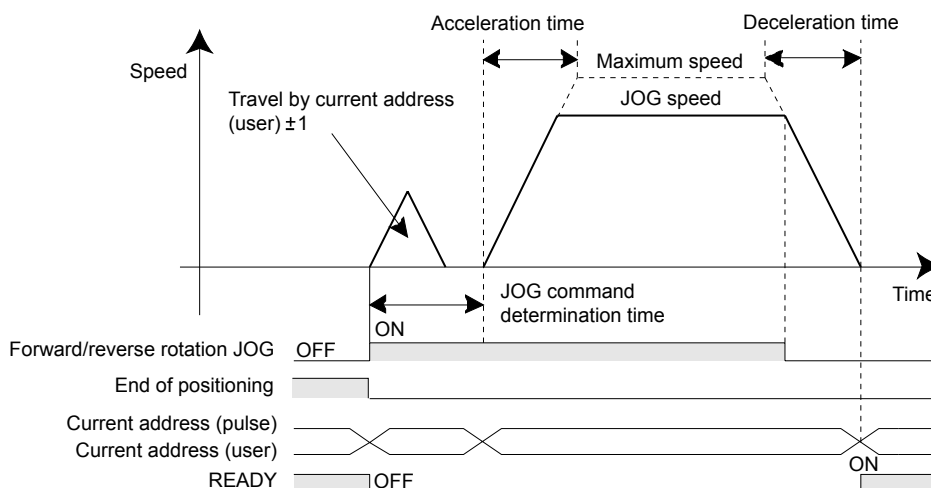 Acceleration time
Deceleration time
Speed
Maximum speed
JOG speed
Travel by current address
(user) ±1
Time
JOG command
determination time
ON
Forward/reverse rotation JOG
OFF
End of positioning
Current address (pulse)
Current address (user)
ON
READY
OFF